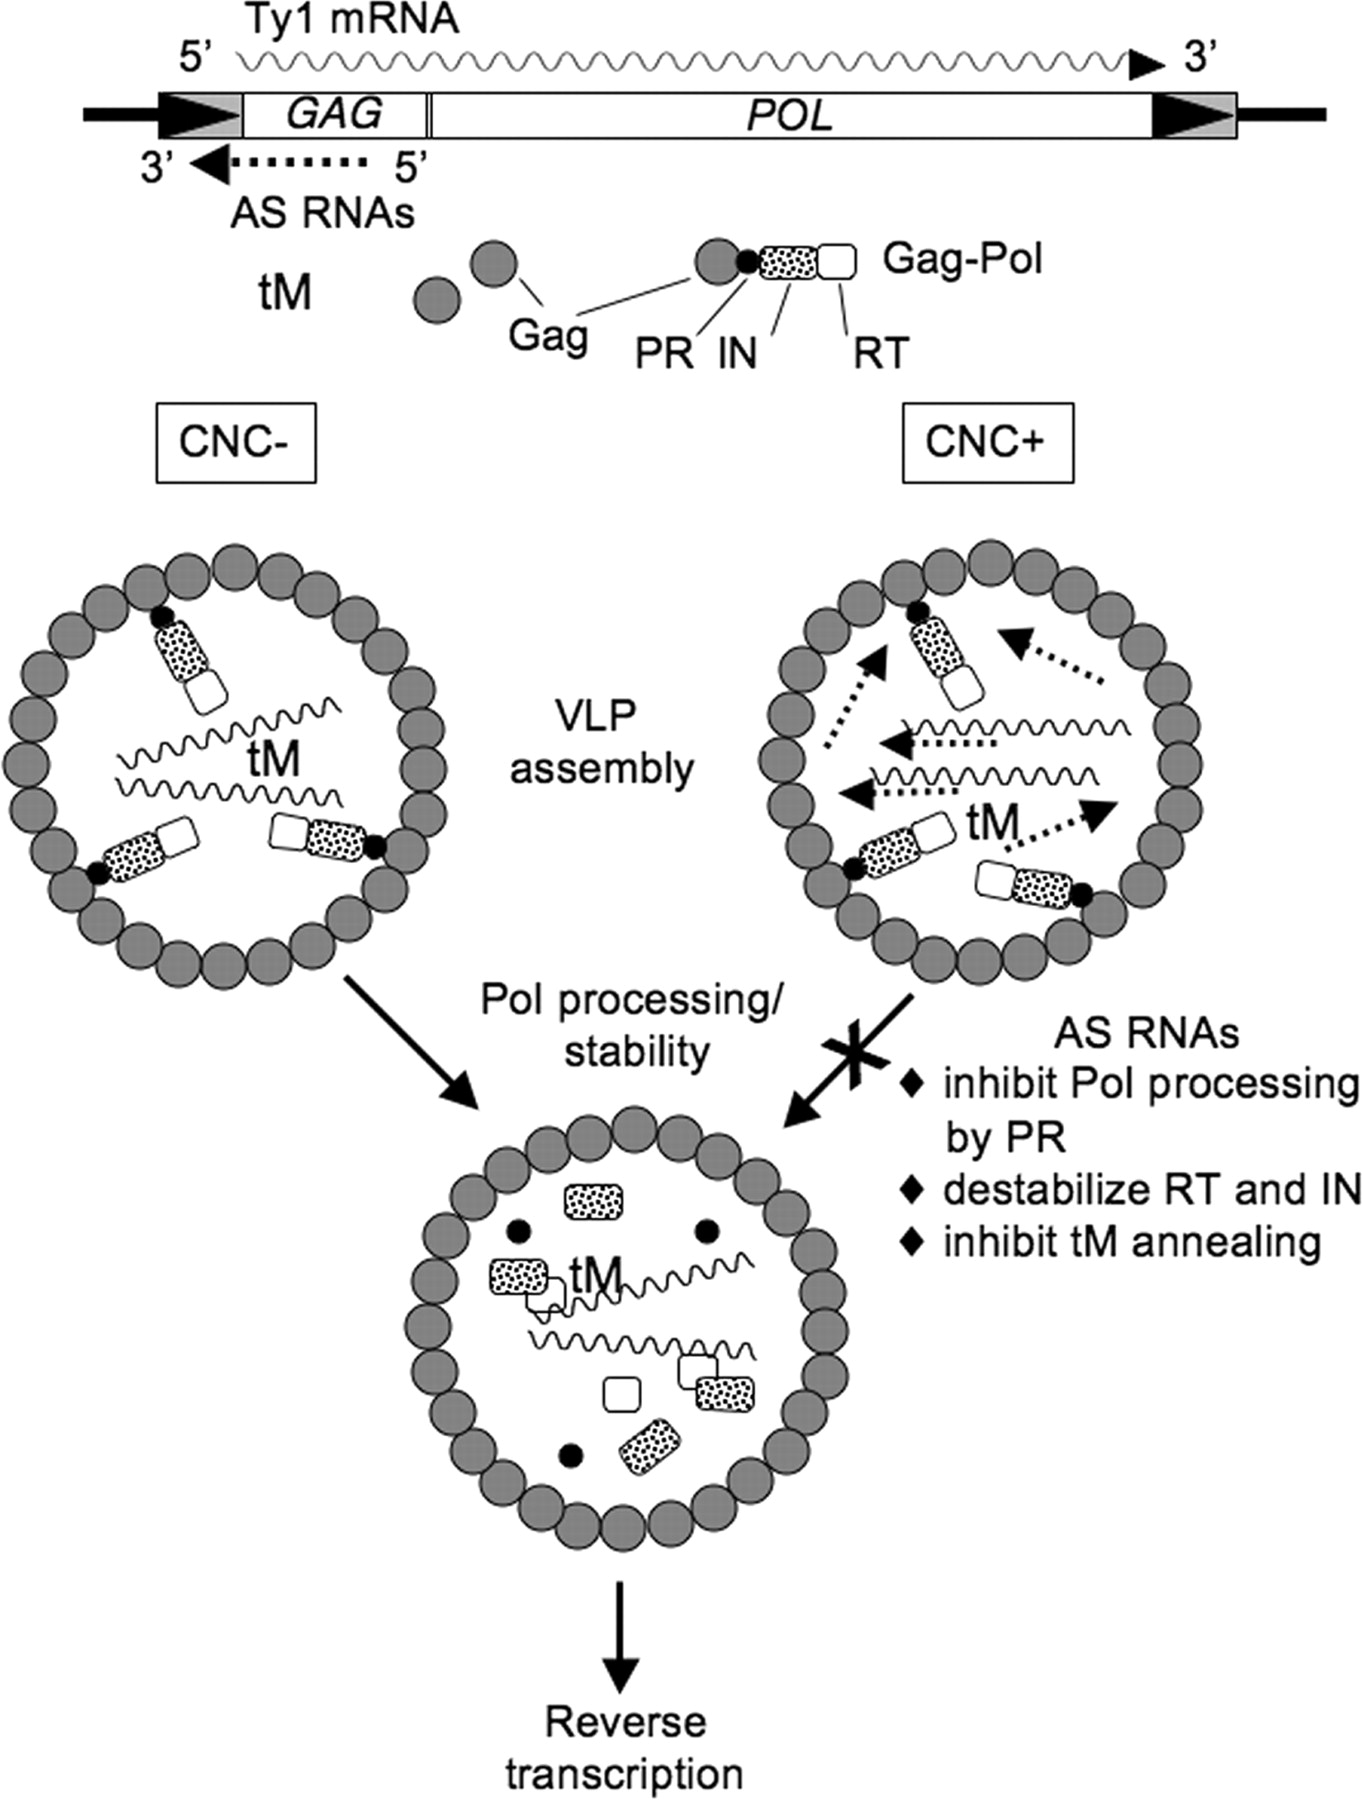 Ty1 mRNA
5’ 3’
GAG POL
3’ 5’
AS RNAs
tM
Gag-Pol
Gag
PR IN RT
CNC-
CNC+
VLP
assembly
tM
tM
Pol processing/
stability
AS RNAs
♦ inhibit Pol processing
by PR
♦ destabilize RT and IN
♦ inhibit tM annealing
tM
Reverse
transcription